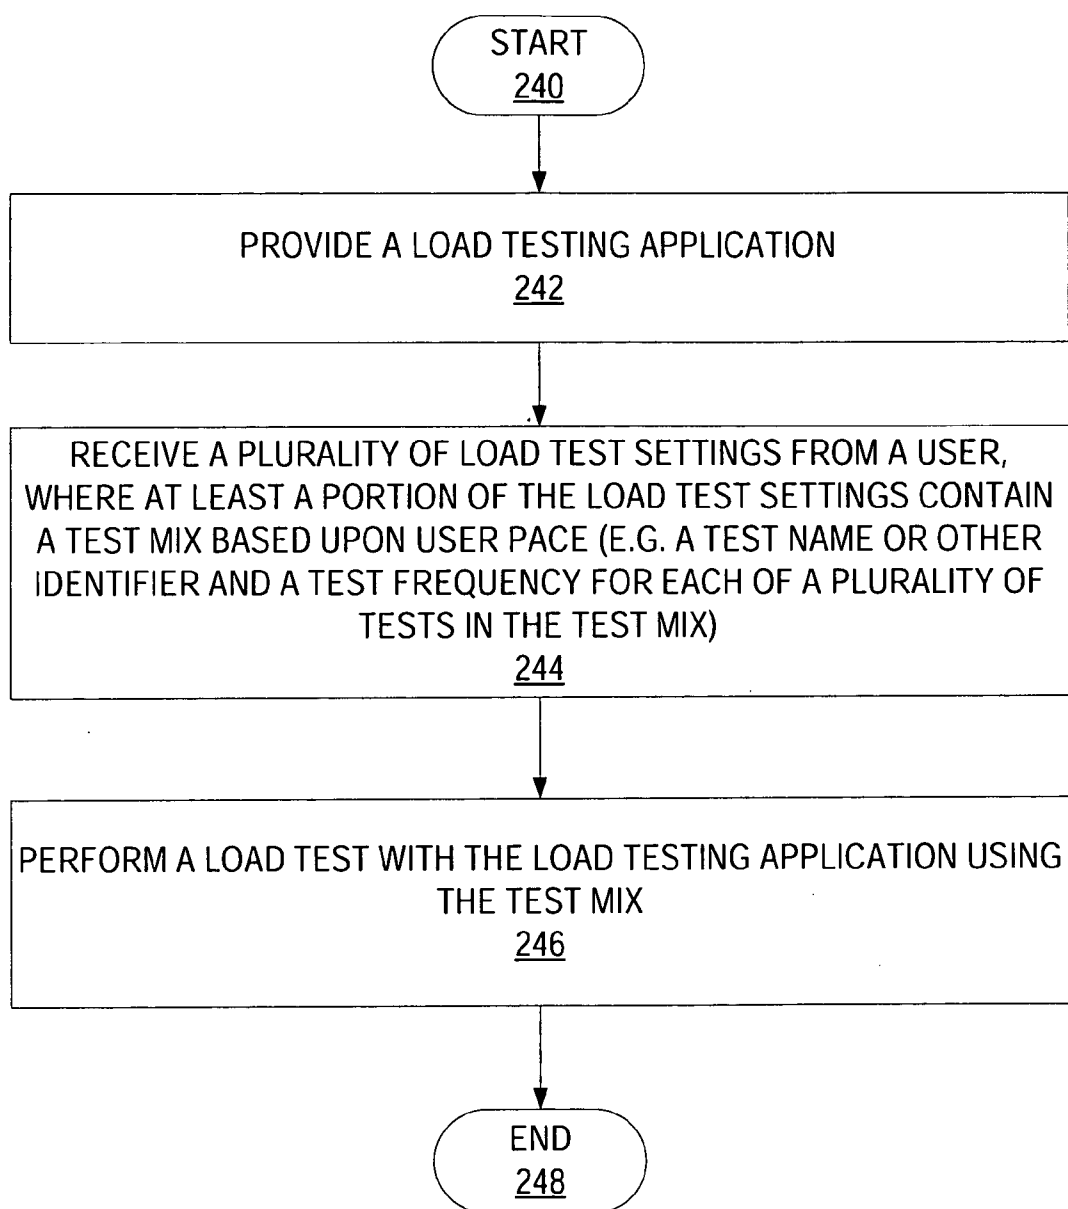 START
240
PROVIDE A LOAD TESTING APPLICATION
242
RECEIVE A PLURALITY OF LOAD TEST SETTINGS FROM A USER,
WHERE AT LEAST A PORTION OF THE LOAD TEST SETTINGS CONTAIN
A TEST MIX BASED UPON USER PACE (E.G. A TEST NAME OR OTHER
IDENTIFIER AND A TEST FREQUENCY FOR EACH OF A PLURALITY OF
TESTS IN THE TEST MIX)
244
PERFORM A LOAD TEST WITH THE LOAD TESTING APPLICATION USING
THE TEST MIX
246
END
248